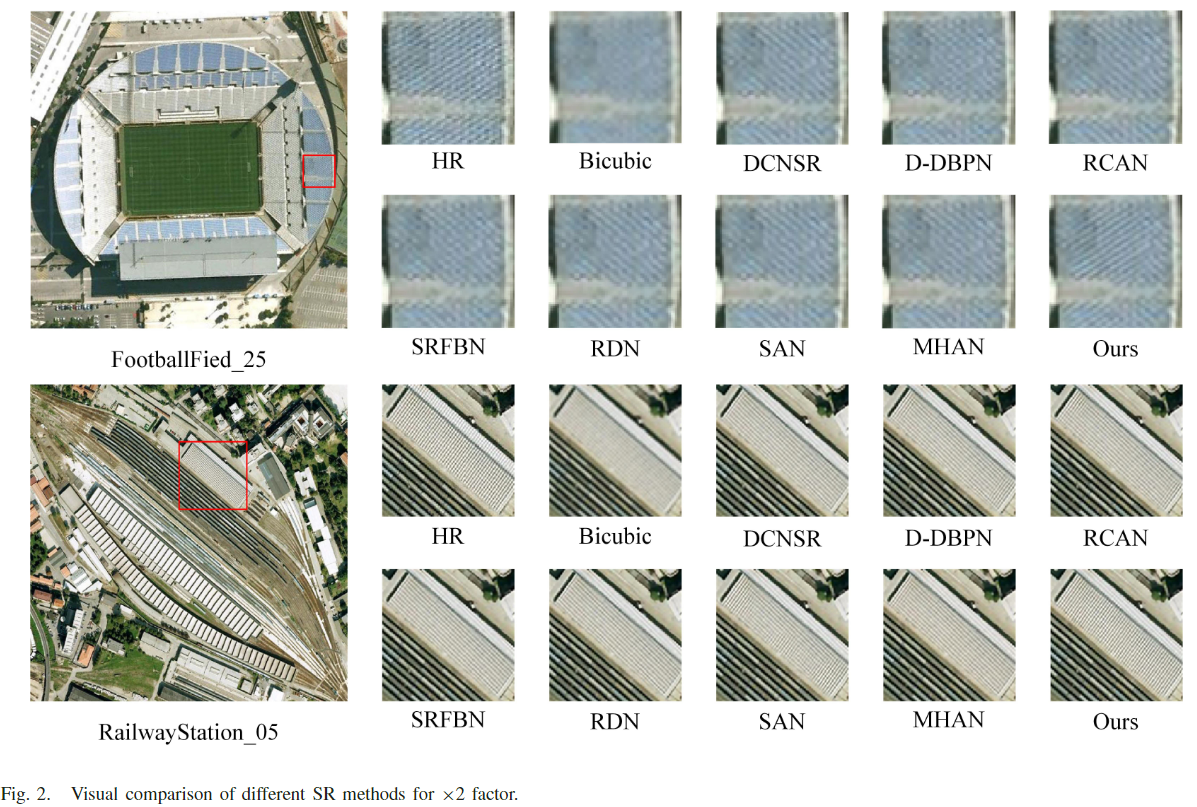 HR Bicubic DCNSR D-DBPN RCAN
SRFBN RDN SAN MHAN Ours
FootballFied_25
HR Bicubic DCNSR D-DBPN RCAN
SRFBN RDN SAN MHAN Ours
RailwayStation_05
Fig. 2. Visual comparison of different SR methods for ×2 factor.